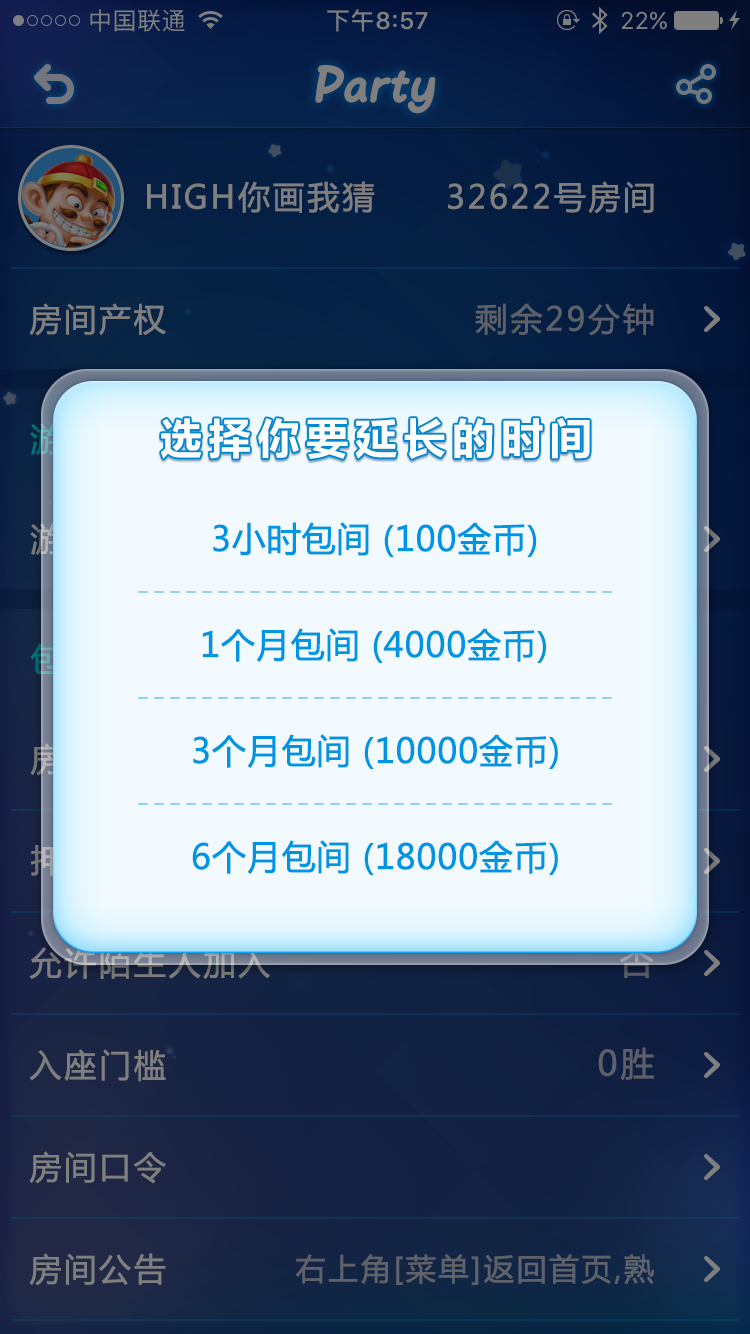 中国联通 下午8:57 22%
Party
HIGH你画我猜 32622号房间
房间产权 剩余29分钟
选择你要延长的时间
3小时包间 (100金币)
1个月包间 (4000金币)
3个月包间 (10000金币)
6个月包间 (18000金币)
允许陌生人加入 否
入座门槛 0胜
房间口令
房间公告 右上角[菜单]返回首页,熟